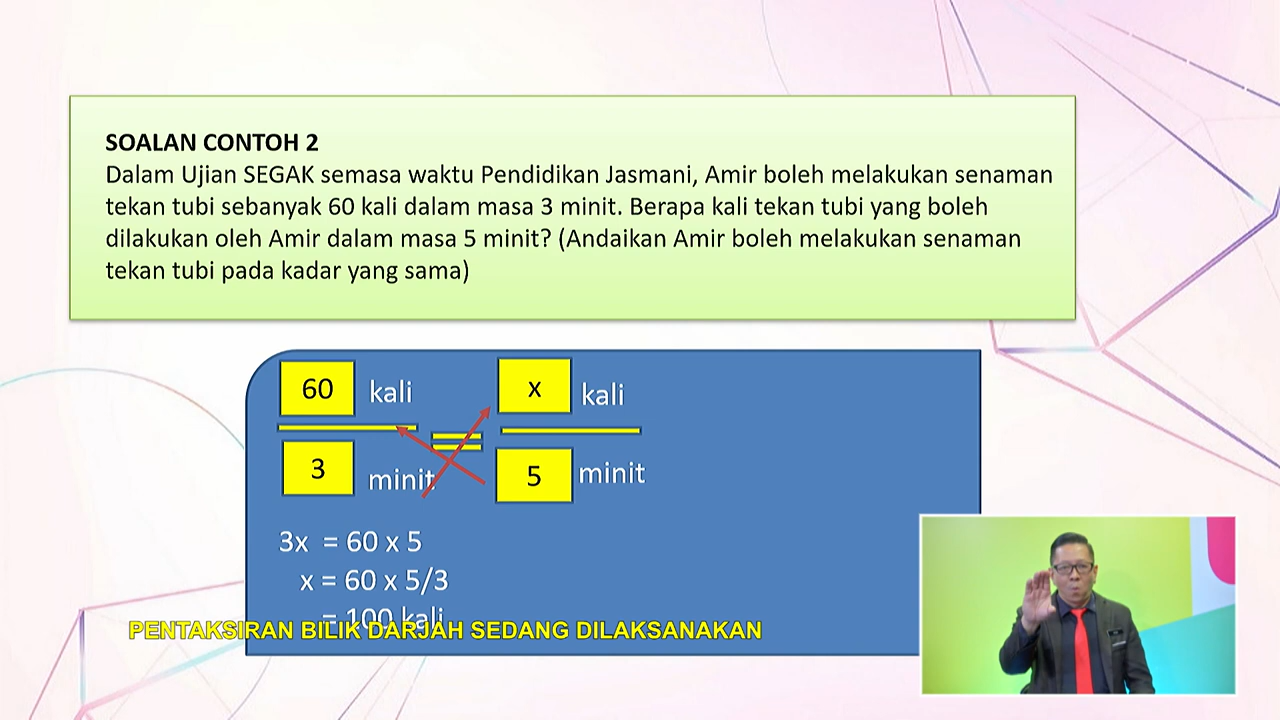 SOALAN CONTOH 2
Dalam Ujian SEGAK semasa waktu Pendidikan Jasmani, Amir boleh melakukan senaman
tekan tubi sebanyak 60 kali dalam masa 3 minit. Berapa kali tekan tubi yang boleh
dilakukan oleh Amir dalam masa 5 minit? (Andaikan Amir boleh melakukan senaman
tekan tubi pada kadar yang sama)
60 kali = x kali
3 minit 5 minit
3x = 60 x 5
x = 60 x 5/3
= 100 kali
PENTAKSIRAN BILIK DARJAH SEDANG DILAKSANAKAN